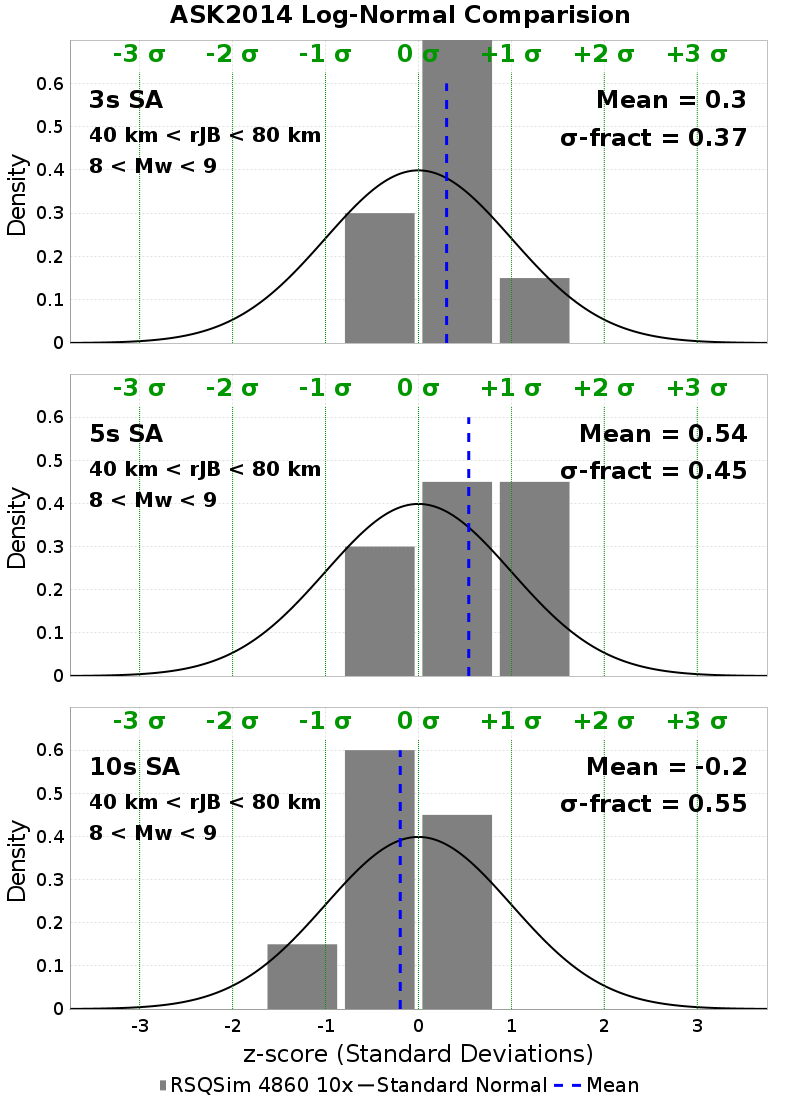 ASK2014 Log-Normal Comparision
-3 σ -2 σ -1 σ 0 σ +1 σ +2 σ +3 σ
3s SA
40 km < rJB < 80 km
8 < Mw < 9
Mean = 0.3
σ-fract = 0.37
Density
0.6
0.5
0.4
0.3
0.2
0.1
0
-3 σ -2 σ -1 σ 0 σ +1 σ +2 σ +3 σ
5s SA
40 km < rJB < 80 km
8 < Mw < 9
Mean = 0.54
σ-fract = 0.45
Density
0.6
0.5
0.4
0.3
0.2
0.1
0
-3 σ -2 σ -1 σ 0 σ +1 σ +2 σ +3 σ
10s SA
40 km < rJB < 80 km
8 < Mw < 9
Mean = -0.2
σ-fract = 0.55
Density
0.6
0.5
0.4
0.3
0.2
0.1
0
-3 -2 -1 0 1 2 3
z-score (Standard Deviations)
RSQSim 4860 10x Standard Normal Mean